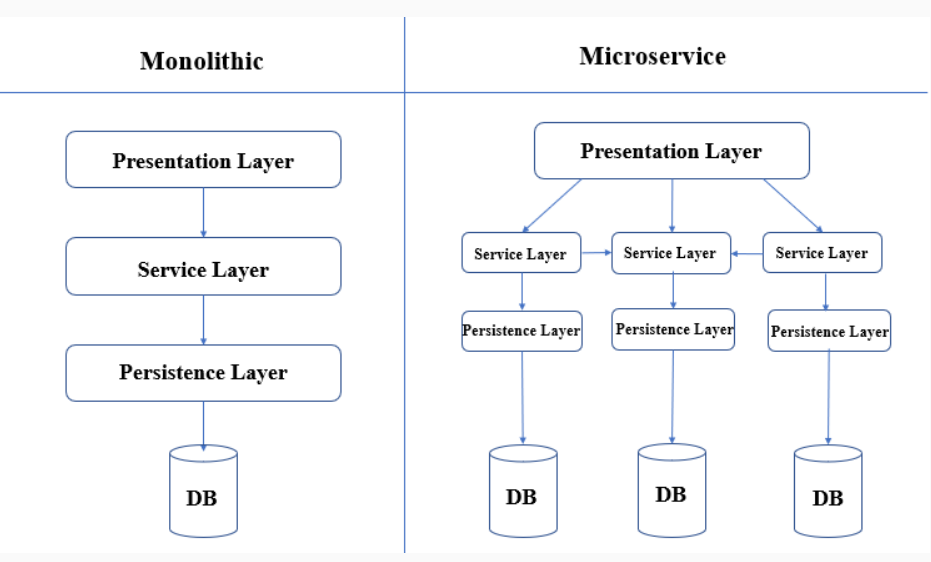 Monolithic
Microservice
Presentation Layer
Service Layer
Persistence Layer
DB
Presentation Layer
Service Layer
Service Layer
Service Layer
Persistence Layer
Persistence Layer
Persistence Layer
DB
DB
DB